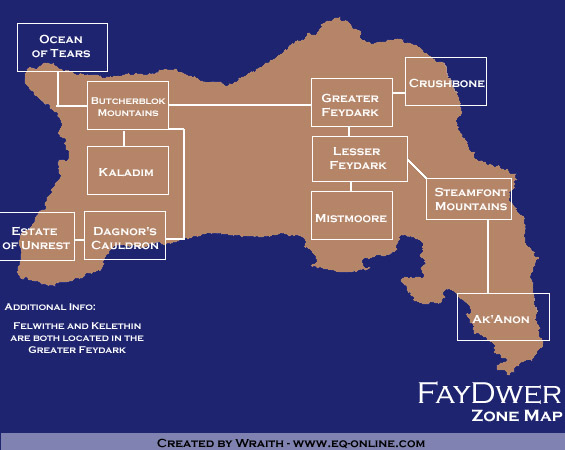 OCEAN
OF TEARS
BUTCHERBLOK
MOUNTAINS
GREATER
FEYDARK
CRUSHBONE
LESSER
FEYDARK
KALADIM
STEAMFONT
MOUNTAINS
MISTMOORE
ESTATE
OF UNREST
DAGNOR'S
CAULDRON
AK'ANON
ADDITIONAL INFO:
FELWITHE AND KELETHIN
ARE BOTH LOCATED IN THE
GREATER FEYDARK
FAYDWER
ZONE MAP
CREATED BY WRAITH - WWW.EQ-ONLINE.COM